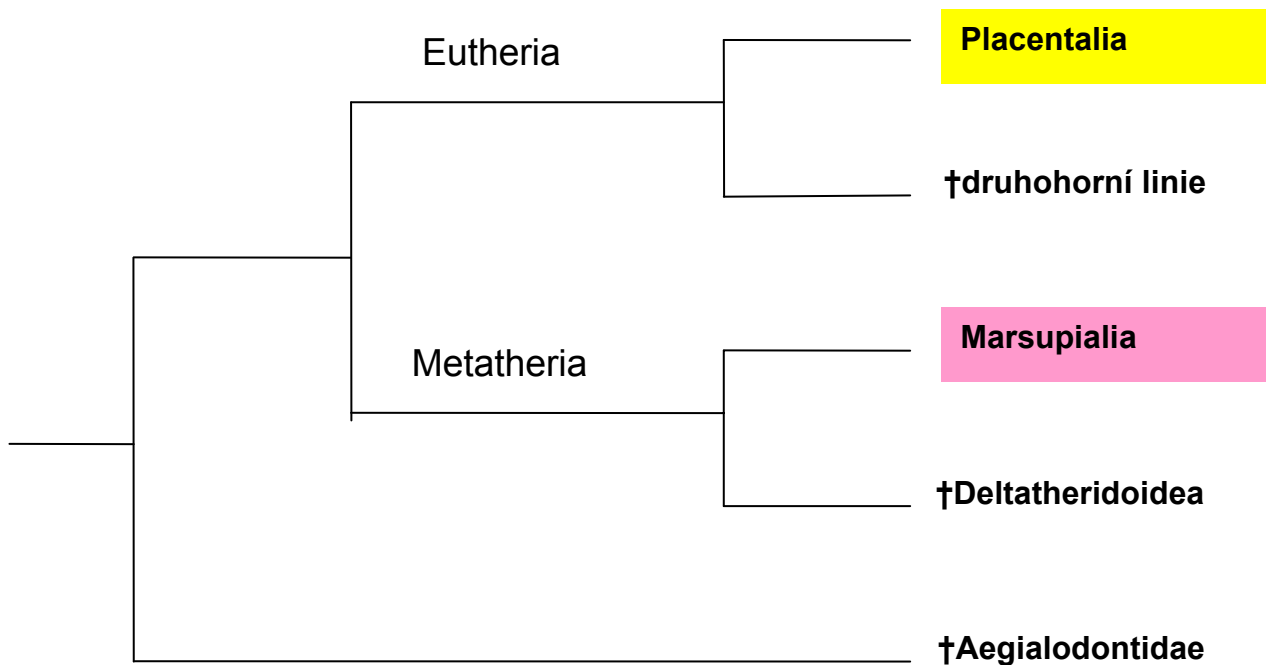 Placentalia
Eutheria
†druhohorní linie
Marsupialia
Metatheria
†Deltatheridoidea
†Aegialodontidae